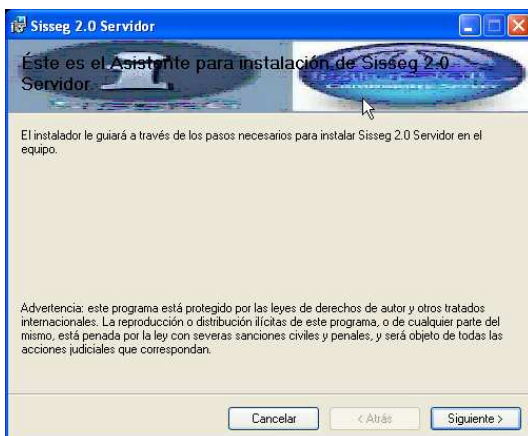 Sisseg 2.0 Servidor
Éste es el Asistente para instalación de Sisseg 2.0
Servidor
El instalador le guiará a través de los pasos necesarios para instalar Sisseg 2.0 Servidor en el
equipo.
Advertencia: este programa está protegido por las leyes de derechos de autor y otros tratados
internacionales. La reproducción o distribución ilícitas de este programa, o de cualquier parte del
mismo, está penada por la ley con severas sanciones civiles y penales, y será objeto de todas las
acciones judiciales que correspondan.
Cancelar
< Atrás
Siguiente >